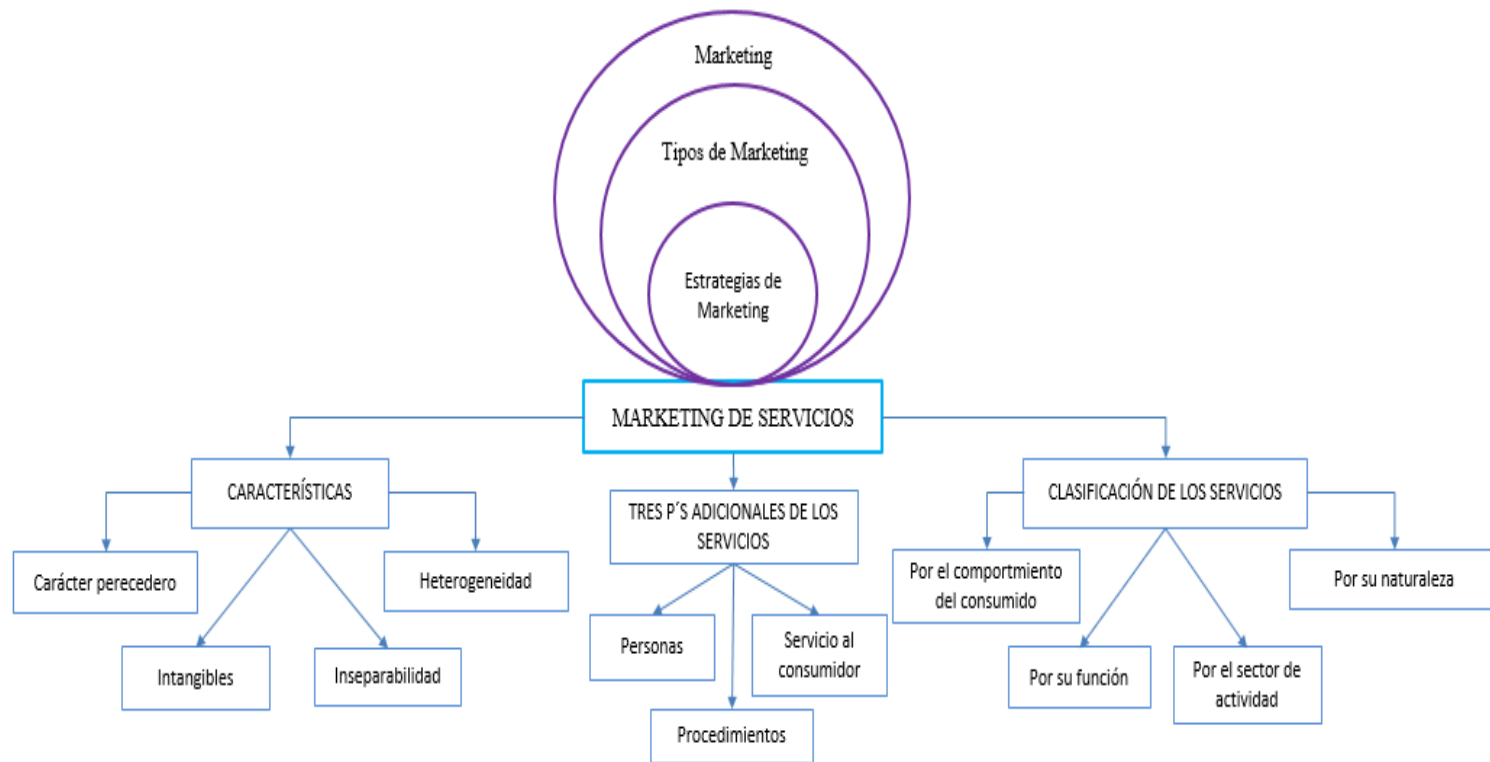 Marketing
Tipos de Marketing
Estrategias de
Marketing
MARKETING DE SERVICIOS
CARACTERÍSTICAS
Carácter perecedero
Intangibles
Inseparabilidad
Heterogeneidad
TRES P´S ADICIONALES DE LOS
SERVICIOS
Personas
Procedimientos
Servicio al
consumidor
CLASIFICACIÓN DE LOS SERVICIOS
Por el comportmiento
del consumido
Por su función
Por el sector de
actividad
Por su naturaleza